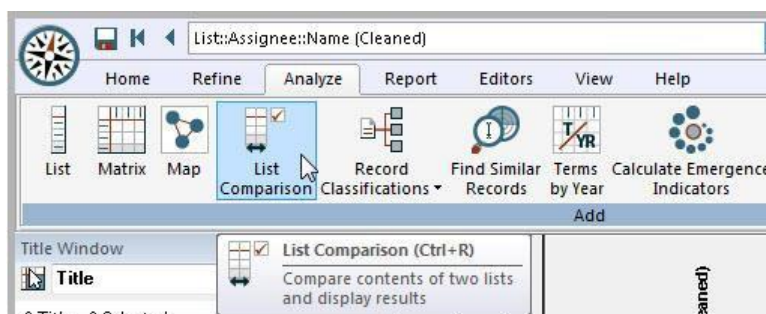 List::Assignee::Name (Cleaned)
Home Refine Analyze Report Editors View Help
List Matrix Map List Comparison Record Classifications Find Similar Records Terms by Year Calculate Emergence Indicators
T/YR
Add
Title Window
Title
List Comparison (Ctrl+R)
Compare contents of two lists
and display results